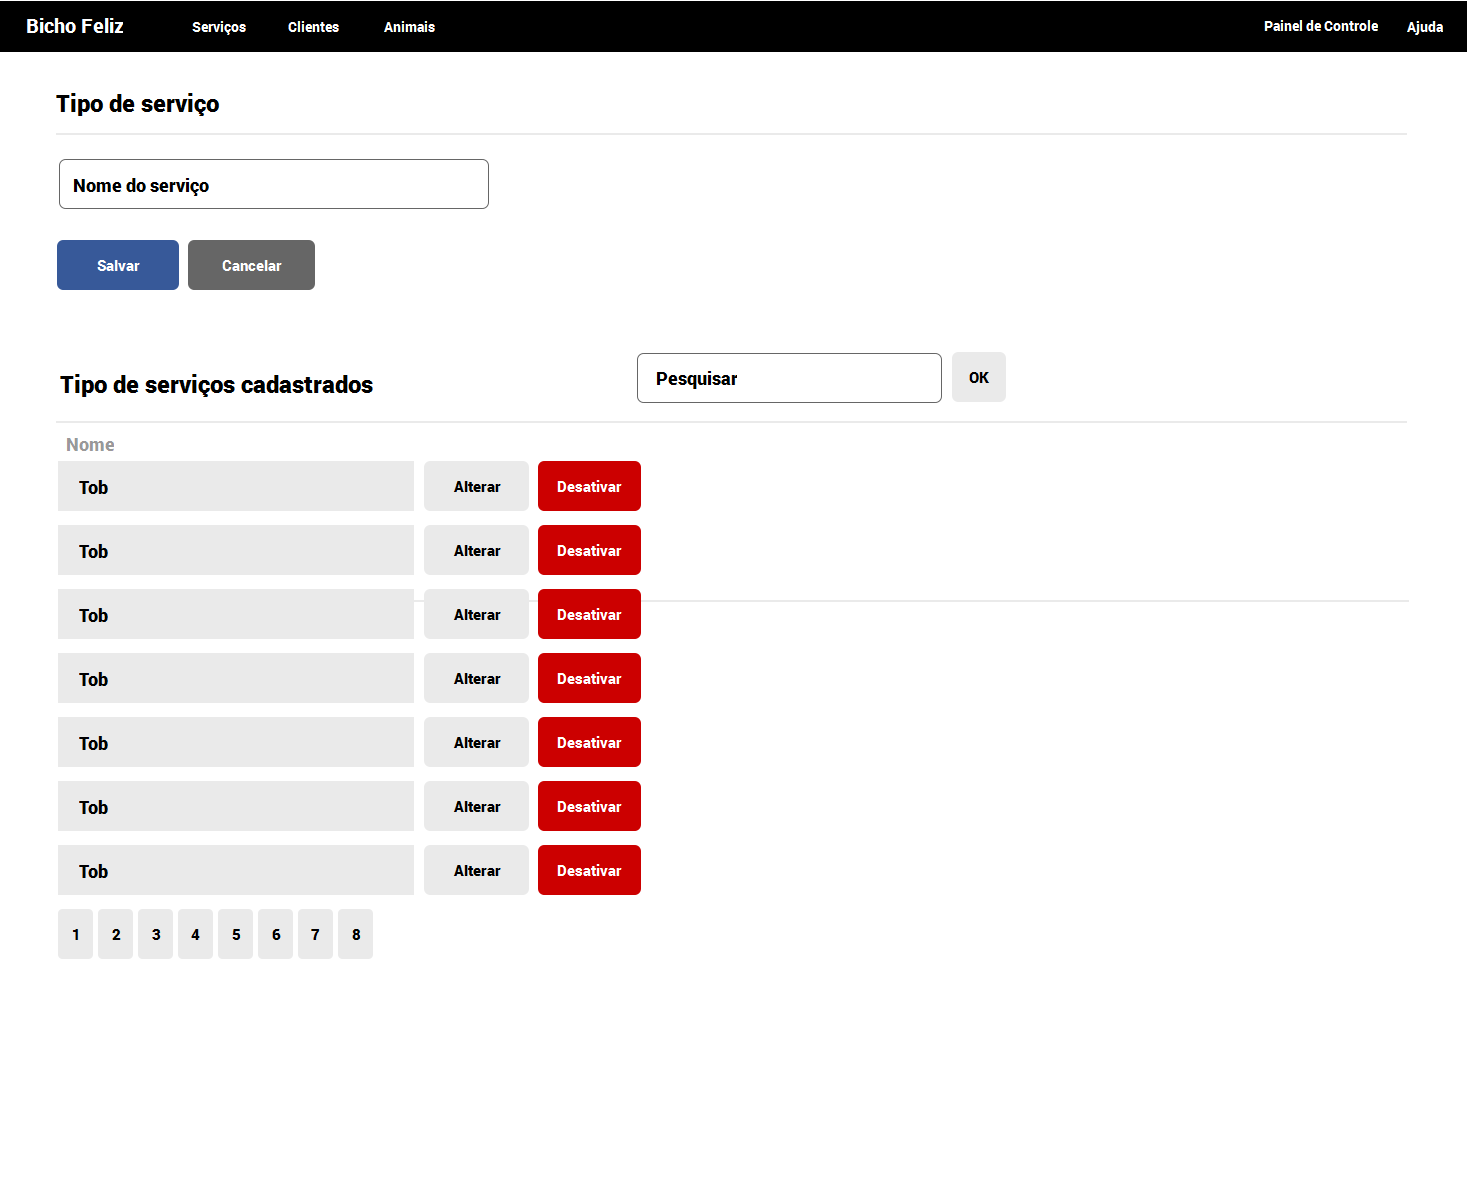 Bicho Feliz Serviços Clientes Animais Painel de Controle Ajuda
Tipo de serviço
Nome do serviço
Salvar Cancelar
Tipo de serviços cadastrados Pesquisar OK
Nome
Tob Alterar Desativar
Tob Alterar Desativar
Tob Alterar Desativar
Tob Alterar Desativar
Tob Alterar Desativar
Tob Alterar Desativar
Tob Alterar Desativar
1 2 3 4 5 6 7 8